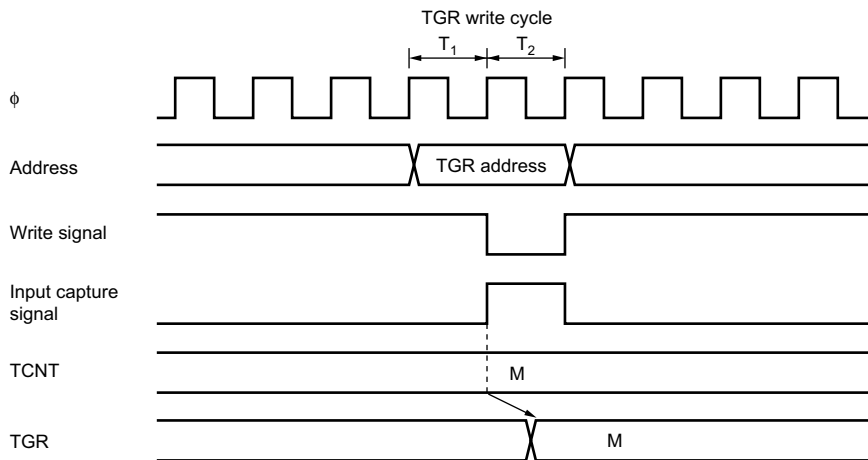 TGR write cycle
T1 T2
ϕ
Address
TGR address
Write signal
Input capture
signal
TCNT
M
TGR
M